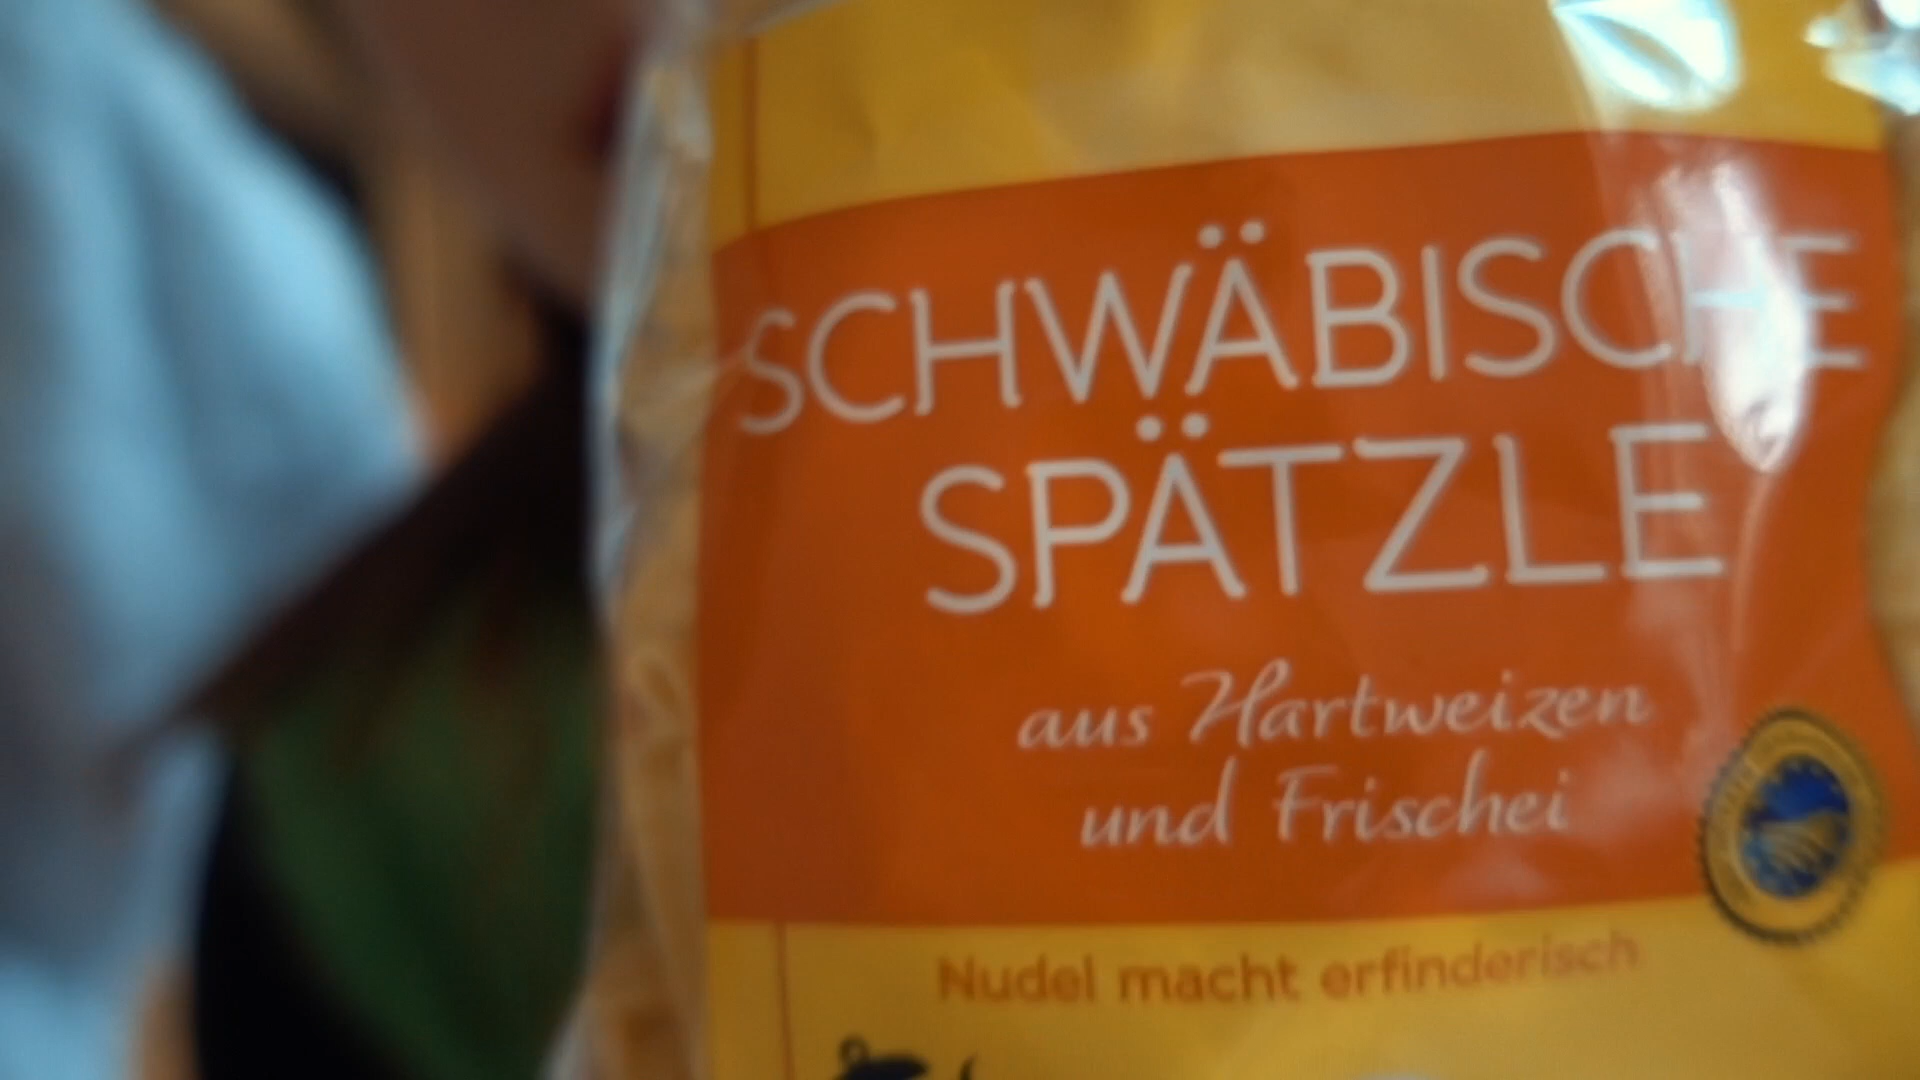 SCHWÄBISCHE
SPÄTZLE
aus Hartweizen
und Frischei
Nudel macht erfinderisch